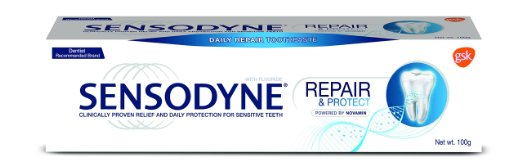 DAILY REPAIR TOOTHPASTE
Dentist
Recommended Brand
gsk
WITH FLUORIDE
SENSODYNE®
CLINICALLY PROVEN RELIEF AND DAILY PROTECTION FOR SENSITIVE TEETH
REPAIR
& PROTECT
POWERED BY NOVAMIN
Net wt. 100g